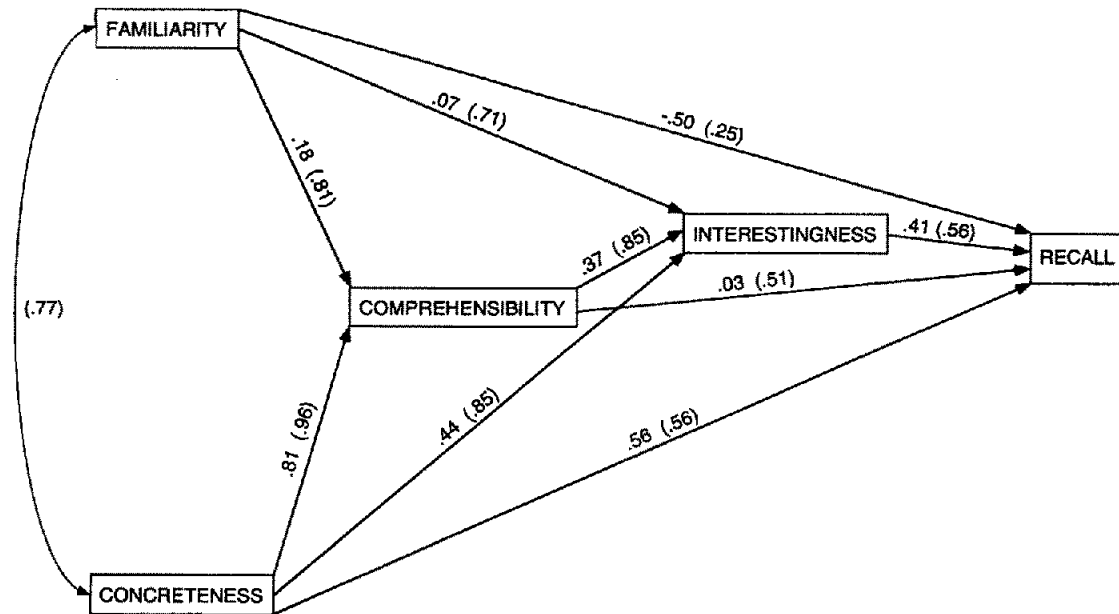 FAMILIARITY
.07 (.71)
-.50 (.25)
.18 (.81)
INTERESTINGNESS
.41 (.56)
RECALL
.37 (.85)
.03 (.51)
COMPREHENSIBILITY
(.77)
.81 (.96)
.44 (.85)
.56 (.56)
CONCRETENESS